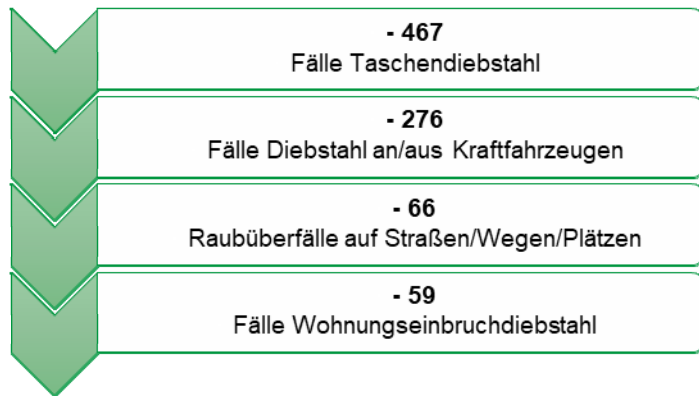 - 467
Fälle Taschendiebstahl
- 276
Fälle Diebstahl an/aus Kraftfahrzeugen
- 66
Raubüberfälle auf Straßen/Wegen/Plätzen
- 59
Fälle Wohnungseinbruchdiebstahl